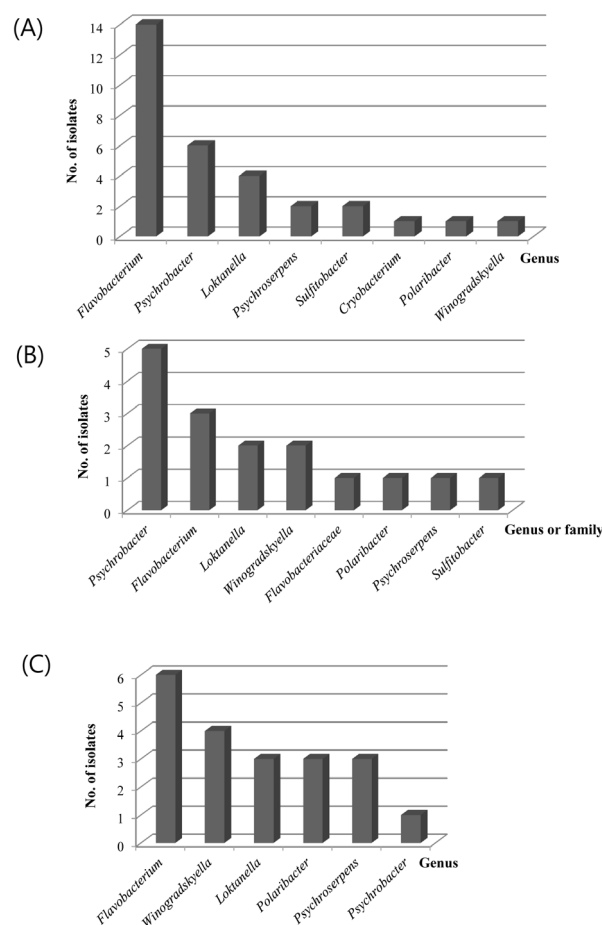 (A)
No. of isolates
14
12
10
8
6
4
2
0
Flavobacterium
Psychrobacter
Loktanella
Psychroserpens
Sulfitobacter
Cryobacterium
Polaribacter
Winogradskyella
Genus
(B)
No. of isolates
5
4
3
2
1
0
Psychrobacter
Flavobacterium
Loktanella
Winogradskyella
Flavobacteriaceae
Polaribacter
Psychroserpens
Sulfitobacter
Genus or family
(C)
No. of isolates
6
5
4
3
2
1
0
Flavobacterium
Winogradskyella
Loktanella
Polaribacter
Psychroserpens
Psychrobacter
Genus